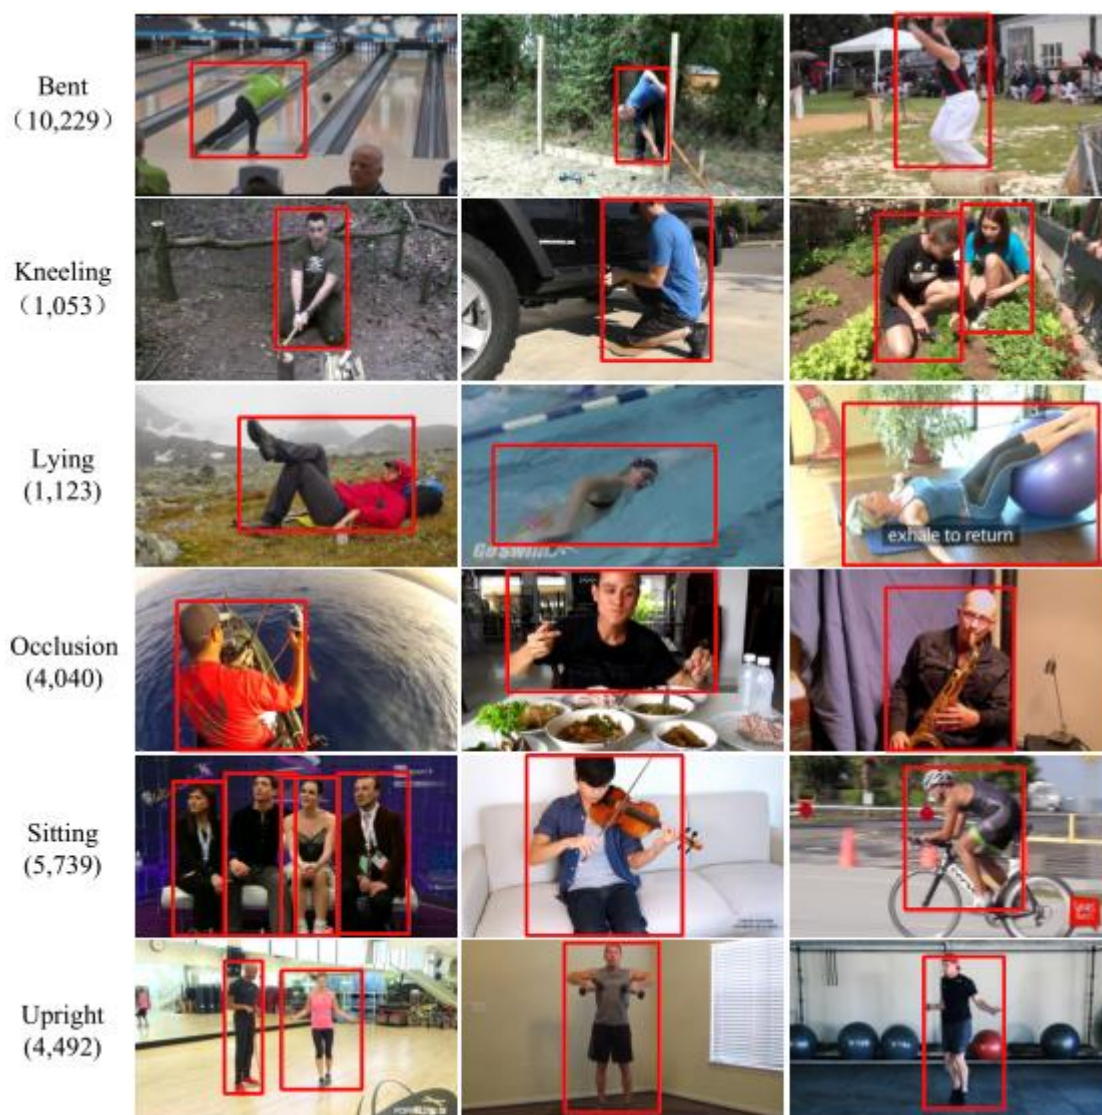 Bent
（10,229）
Kneeling
（1,053）
Lying
(1,123)
GOSWIM
exhale to return
Occlusion
(4,040)
Sitting
(5,739)
Upright
(4,492)